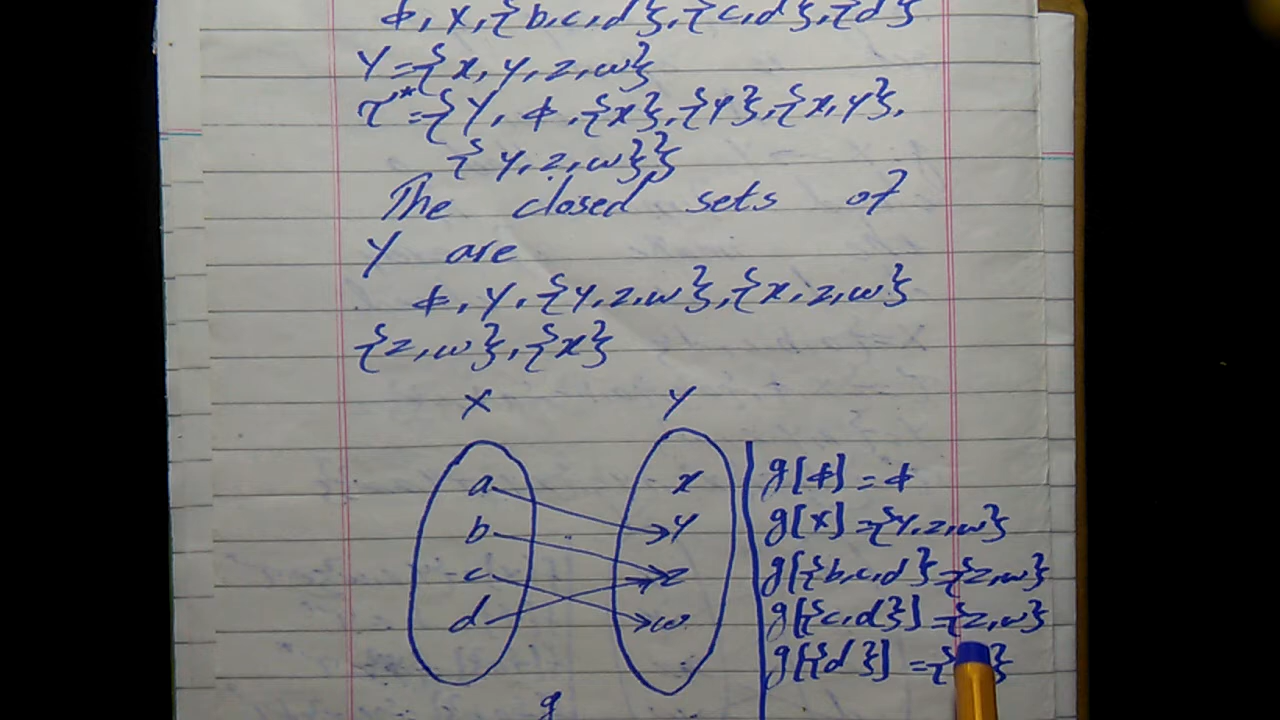 ϕ, X, {b,c,d}, {c,d}, {d}
Y={x, y, z, w}
τ*={Y, ϕ, {x}, {y}, {x, y},
{y, z, w}}
The closed sets of
Y are
ϕ, Y, {y, z, w}, {x, z, w}
{z, w}, {x}
X Y
a x
b y
c z
d w
g
g[ϕ] = ϕ
g[X] = {y, z, w}
g[{b,c,d} = {z, w}
g[{c,d}] = {z, w}
g[{d}] = { }